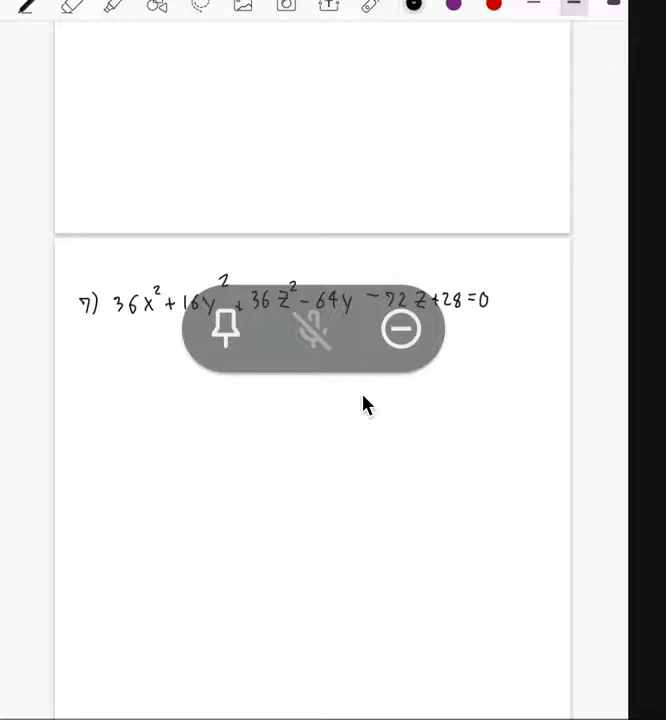 7) 36x² + 16y² + 36z² - 64y - 72z + 28 = 0